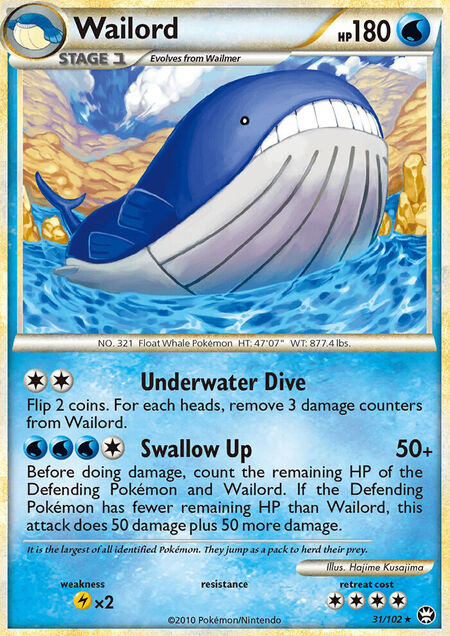 Wailord HP 180
STAGE 1 Evolves from Wailmer
NO. 321 Float Whale Pokémon HT: 47'07" WT: 877.4 lbs.
Underwater Dive
Flip 2 coins. For each heads, remove 3 damage counters
from Wailord.
Swallow Up 50+
Before doing damage, count the remaining HP of the
Defending Pokémon and Wailord. If the Defending
Pokémon has fewer remaining HP than Wailord, this
attack does 50 damage plus 50 more damage.
It is the largest of all identified Pokémon. They jump as a pack to herd their prey.
Illus. Hajime Kusajima
weakness resistance retreat cost
×2
©2010 Pokémon/Nintendo 31/102 ★